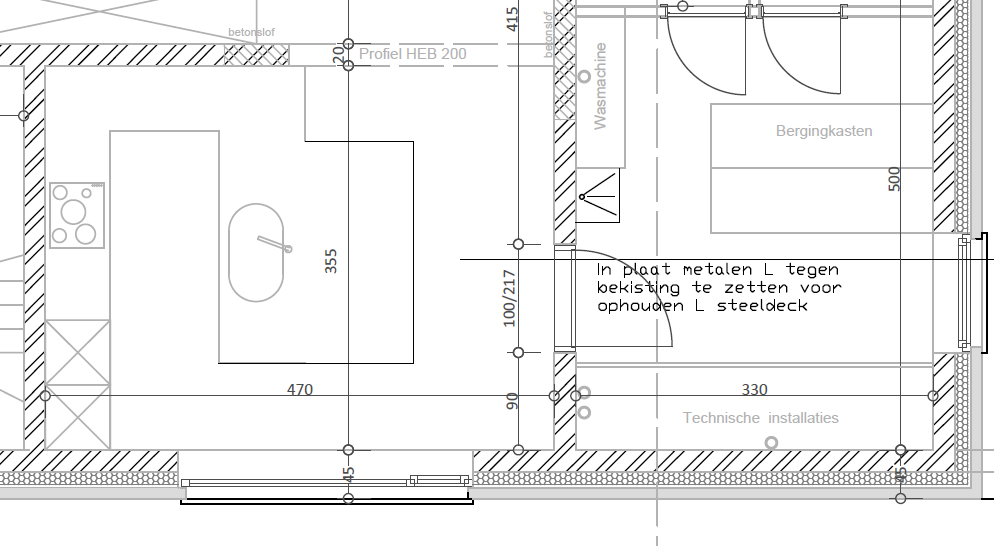 betonslof
20
Profiel HEB 200
415
betonslof
Wasmachine
Bergingkasten
500
355
100/217
In plaat metalen L tegen
bekisting te zetten voor
ophouden L steeldeck
470
90
330
Technische installaties
45
45